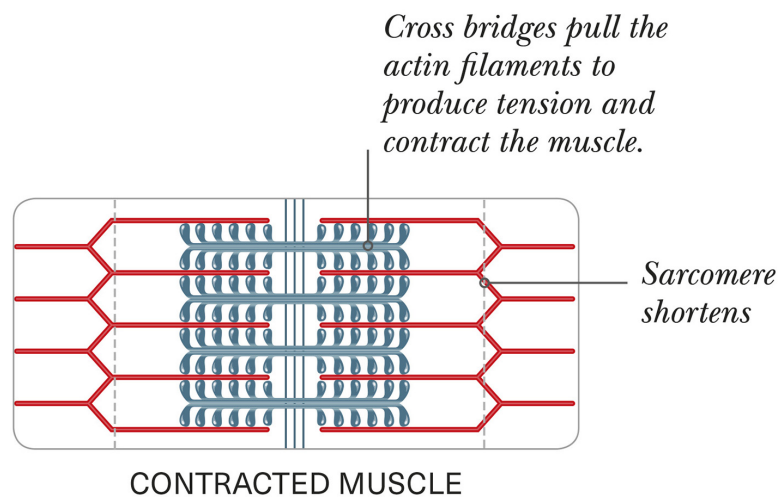 Cross bridges pull the
actin filaments to
produce tension and
contract the muscle.
Sarcomere
shortens
CONTRACTED MUSCLE